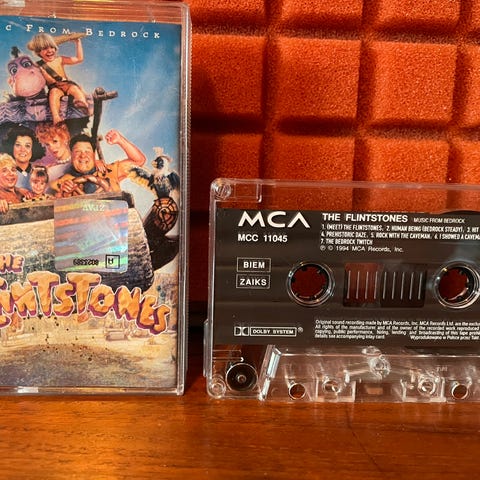 IC FROM BEDROCK
THE
FLINTSTONES
MCA
MCC 11045
THE FLINTSTONES MUSIC FROM BEDROCK
1. (MEET) THE FLINTSTONES. 2. HUMAN BEING (BEDROCK STEADY). 3. HIT
4. PREHISTORIC DAZE. 5. ROCK WITH THE CAVEMAN. 6. I SHOWED A CAVEMA
7. THE BEDROCK TWITCH
℗ © 1994 MCA Records, Inc.
BIEM
ZAIKS
DOLBY SYSTEM®
Original sound recording made by MCA Records, Inc. MCA Records Ltd. are the exclus
All rights of the manufacturer and of the owner of the recorded work reproduced
copying, public performance, hiring, lending and broadcasting of this tape prohib
details see accompanying inlay card. Wyprodukowano w Polsce przez Takt